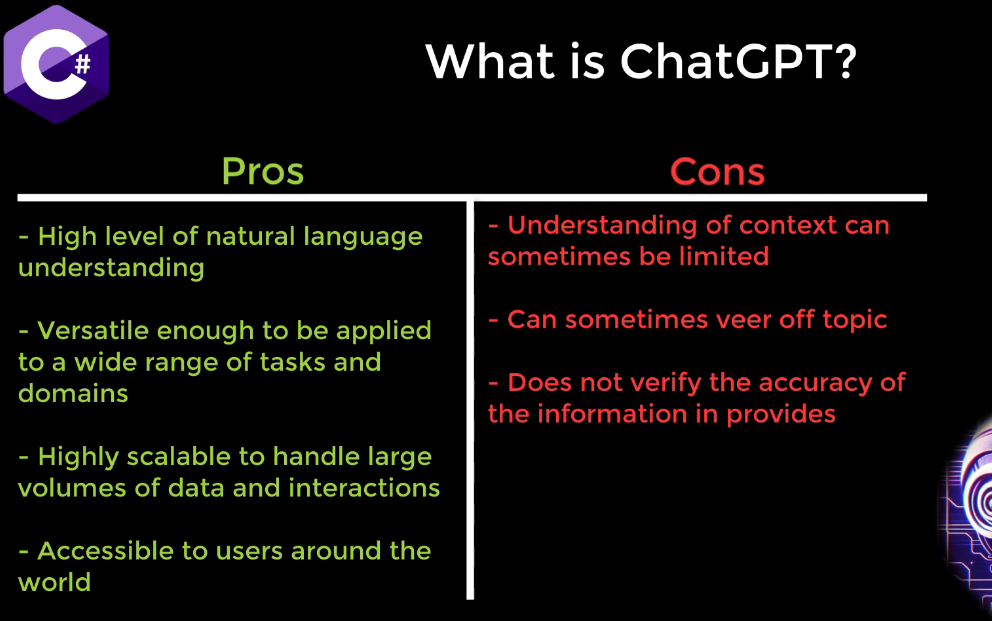 C#
What is ChatGPT?
Pros
- High level of natural language
understanding
- Versatile enough to be applied
to a wide range of tasks and
domains
- Highly scalable to handle large
volumes of data and interactions
- Accessible to users around the
world
Cons
- Understanding of context can
sometimes be limited
- Can sometimes veer off topic
- Does not verify the accuracy of
the information in provides